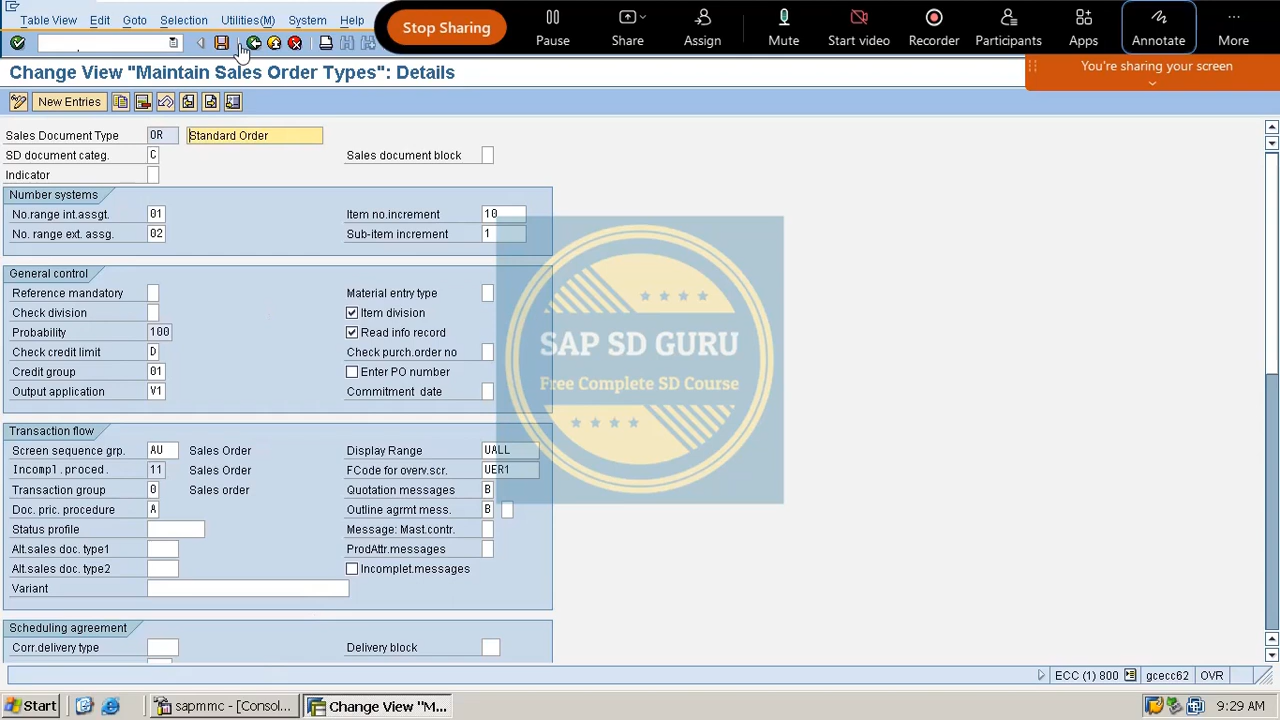 Table View Edit Goto Selection Utilities(M) System Help
Stop Sharing
Pause Share Assign Mute Start video Recorder Participants Apps Annotate More
You're sharing your screen
Change View "Maintain Sales Order Types": Details
New Entries
Sales Document Type OR Standard Order
SD document categ. C Sales document block
Indicator
Number systems
No.range int.assgt. 01 Item no.increment 10
No. range ext. assg. 02 Sub-item increment 1
General control
Reference mandatory Material entry type
Check division Item division
Probability 100 Read info record
Check credit limit D Check purch.order no
Credit group 01 Enter PO number
Output application V1 Commitment date
SAP SD GURU
Free Complete SD Course
Transaction flow
Screen sequence grp. AU Sales Order Display Range UALL
Incompl.proced. 11 Sales Order FCode for overv.scr. UER1
Transaction group 0 Sales order Quotation messages B
Doc. pric. procedure A Outline agrmt mess. B
Status profile Message: Mast.contr.
Alt.sales doc. type1 ProdAttr.messages
Alt.sales doc. type2 Incomplet.messages
Variant
Scheduling agreement
Corr.delivery type Delivery block
ECC (1) 800 gcecc62 OVR
Start sapmmc - [Consol... Change View "M... 9:29 AM